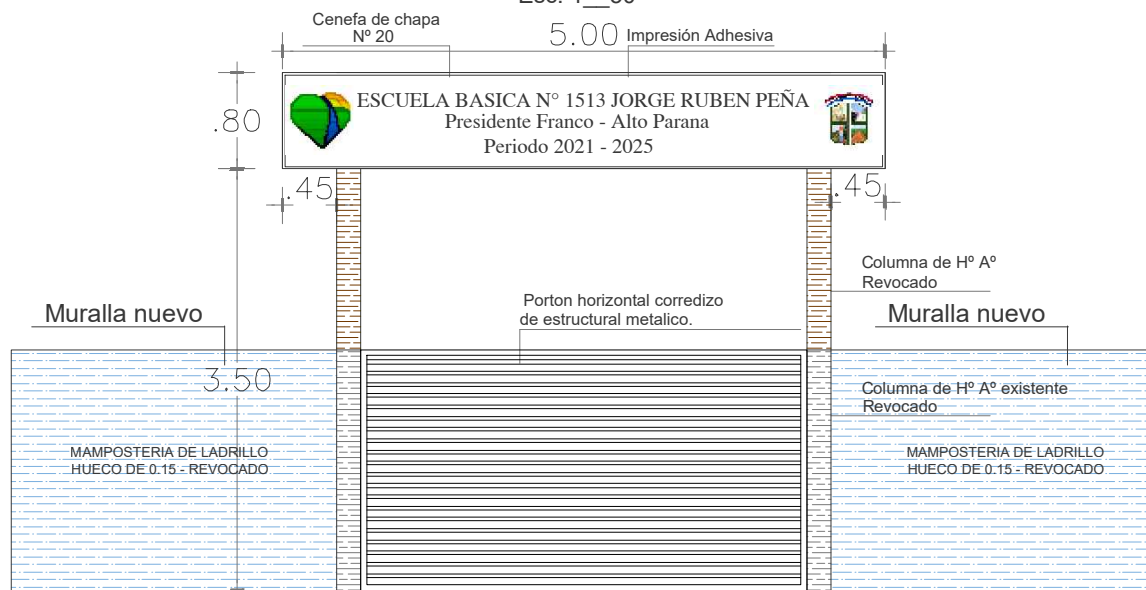 Esc. 1__50
Cenefa de chapa
Nº 20
5.00
Impresión Adhesiva
.80
ESCUELA BASICA N° 1513 JORGE RUBEN PEÑA
Presidente Franco - Alto Parana
Periodo 2021 - 2025
.45
.45
Columna de Hº Aº
Revocado
Muralla nuevo
Porton horizontal corredizo
de estructural metalico.
Muralla nuevo
3.50
Columna de Hº Aº existente
Revocado
MAMPOSTERIA DE LADRILLO
HUECO DE 0.15 - REVOCADO
MAMPOSTERIA DE LADRILLO
HUECO DE 0.15 - REVOCADO